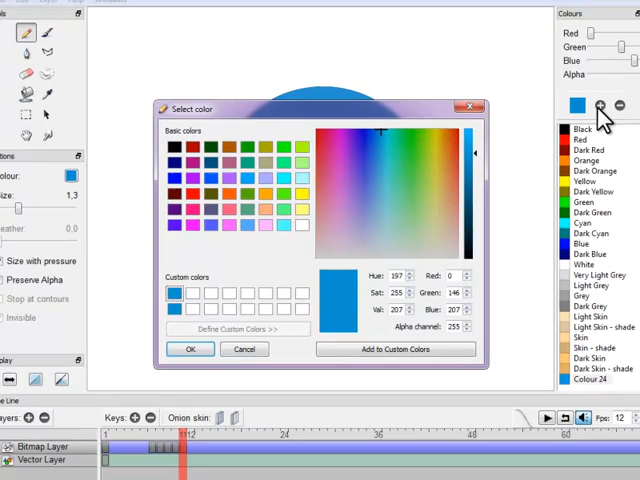 Colours
Red
Green
Blue
Alpha
Select color
Basic colors
Custom colors
Define Custom Colors >>
Hue: 197
Red: 0
Sat: 255
Green: 146
Val: 207
Blue: 207
Alpha channel: 255
OK
Cancel
Add to Custom Colors
Size: 1,3
0,0
Size with pressure
Preserve Alpha
Stop at contours
Invisible
Black
Red
Dark Red
Orange
Dark Orange
Yellow
Dark Yellow
Green
Dark Green
Cyan
Dark Cyan
Blue
Dark Blue
White
Very Light Grey
Light Grey
Grey
Dark Grey
Light Skin
Light Skin - shade
Skin
Skin - shade
Dark Skin
Dark Skin - shade
Colour 24
Keys:
Onion skin:
Fps: 12
1
12
24
36
48
60
Bitmap Layer
Vector Layer